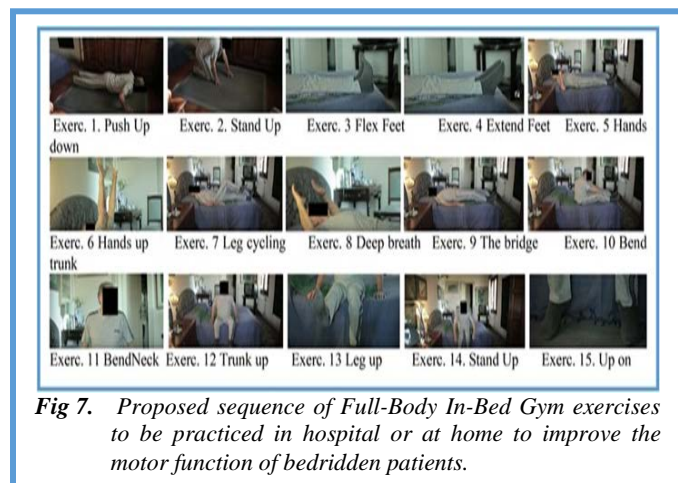 Exerc. 1. Push Up Exerc. 2. Stand Up Exerc. 3 Flex Feet Exerc. 4 Extend Feet Exerc. 5 Hands
down
Exerc. 6 Hands up Exerc. 7 Leg cycling Exerc. 8 Deep breath Exerc. 9 The bridge Exerc. 10 Bend
trunk
Exerc. 11 BendNeck Exerc. 12 Trunk up Exerc. 13 Leg up Exerc. 14. Stand Up Exerc. 15. Up on
Fig 7. Proposed sequence of Full-Body In-Bed Gym exercises
to be practiced in hospital or at home to improve the
motor function of bedridden patients.